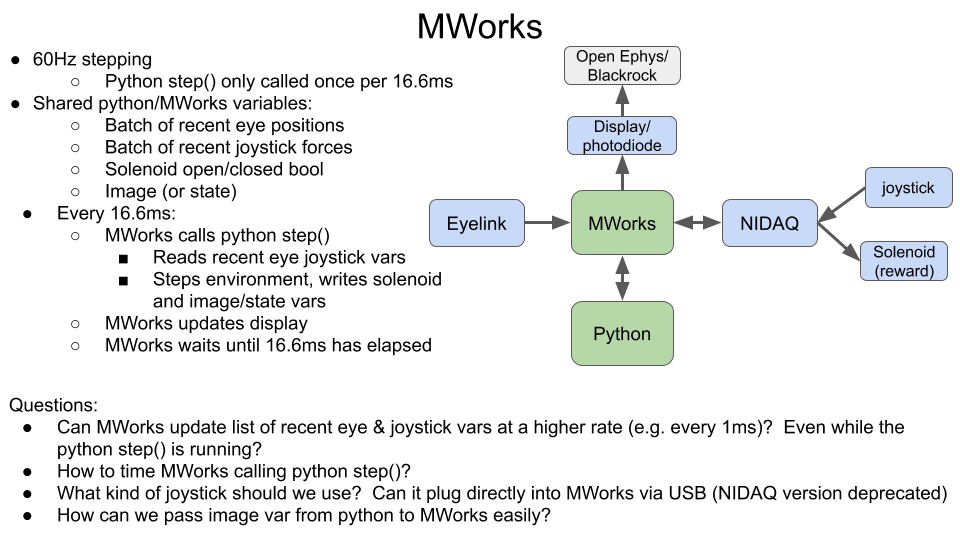 MWorks
● 60Hz stepping
○ Python step() only called once per 16.6ms
● Shared python/MWorks variables:
○ Batch of recent eye positions
○ Batch of recent joystick forces
○ Solenoid open/closed bool
○ Image (or state)
● Every 16.6ms:
○ MWorks calls python step()
■ Reads recent eye joystick vars
■ Steps environment, writes solenoid
and image/state vars
○ MWorks updates display
○ MWorks waits until 16.6ms has elapsed
Open Ephys/
Blackrock
Display/
photodiode
Eyelink
MWorks
NIDAQ
joystick
Solenoid
(reward)
Python
Questions:
● Can MWorks update list of recent eye & joystick vars at a higher rate (e.g. every 1ms)?  Even while the
python step() is running?
● How to time MWorks calling python step()?
● What kind of joystick should we use?  Can it plug directly into MWorks via USB (NIDAQ version deprecated)
● How can we pass image var from python to MWorks easily?